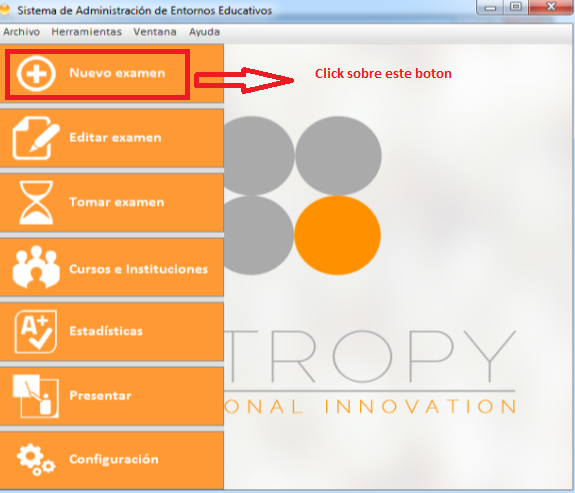 Sistema de Administración de Entornos Educativos
Archivo Herramientas Ventana Ayuda
Nuevo examen
Click sobre este boton
Editar examen
Tomar examen
Cursos e Instituciones
A+
Estadísticas
TROPY
Presentar
ONAL INNOVATION
Configuración